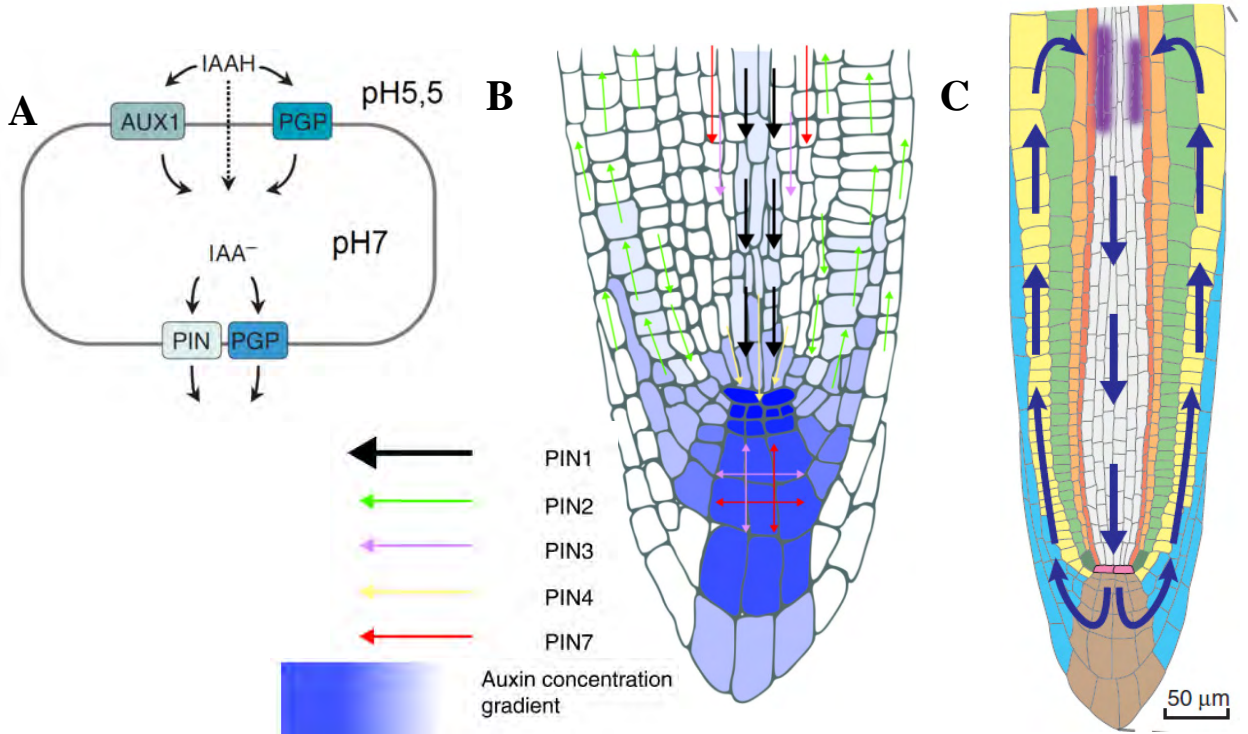 A
IAAH
pH5,5
AUX1
PGP
pH7
IAA–
PIN
PGP
B
PIN1
PIN2
PIN3
PIN4
PIN7
Auxin concentration
gradient
C
50 µm